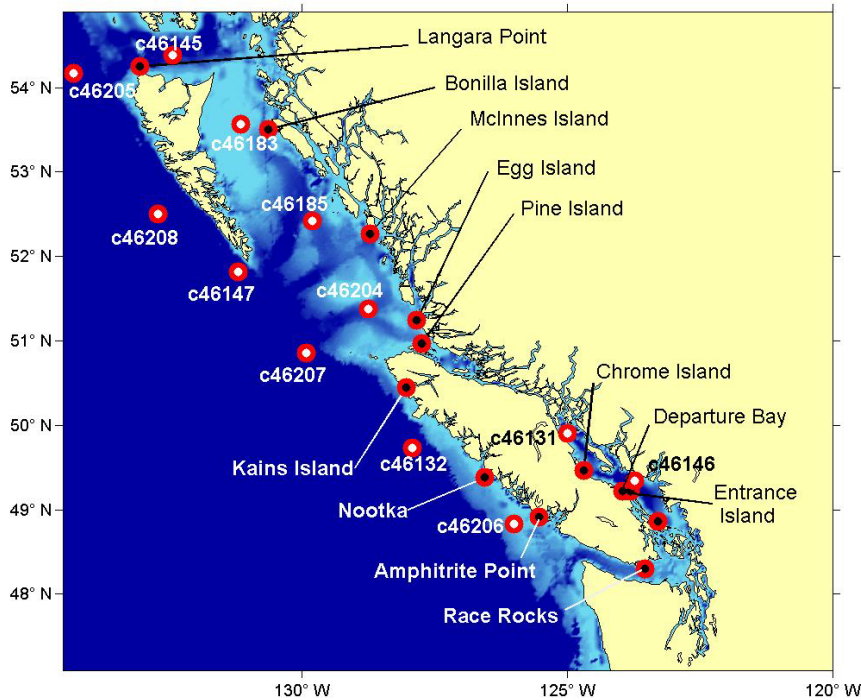 c46145
Langara Point
54° N
c46205
Bonilla Island
McInnes Island
c46183
53° N
Egg Island
c46185
Pine Island
c46208
52° N
c46147
c46204
51° N
c46207
Chrome Island
Departure Bay
50° N
c46131
c46146
Kains Island
c46132
Entrance
Island
Nootka
49° N
c46206
Amphitrite Point
48° N
Race Rocks
130° W
125° W
120° W